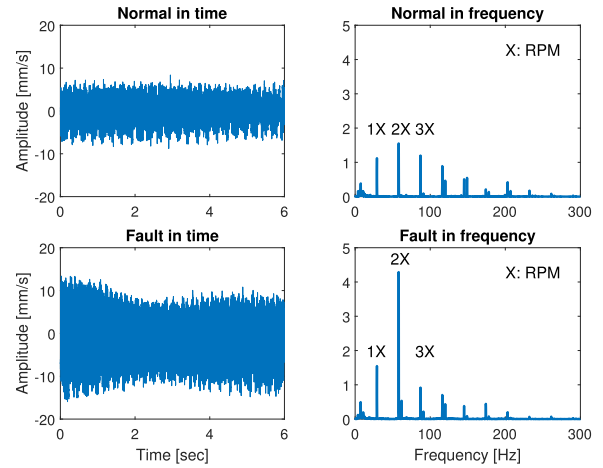 Normal in time
20
10
0
-10
-20
Amplitude [mm/s]
0 2 4 6
Normal in frequency
5
4
3
2
1
0
X: RPM
1X 2X 3X
0 100 200 300
Fault in time
20
10
0
-10
-20
Amplitude [mm/s]
0 2 4 6
Time [sec]
Fault in frequency
5
4
3
2
1
0
2X
X: RPM
1X 3X
0 100 200 300
Frequency [Hz]